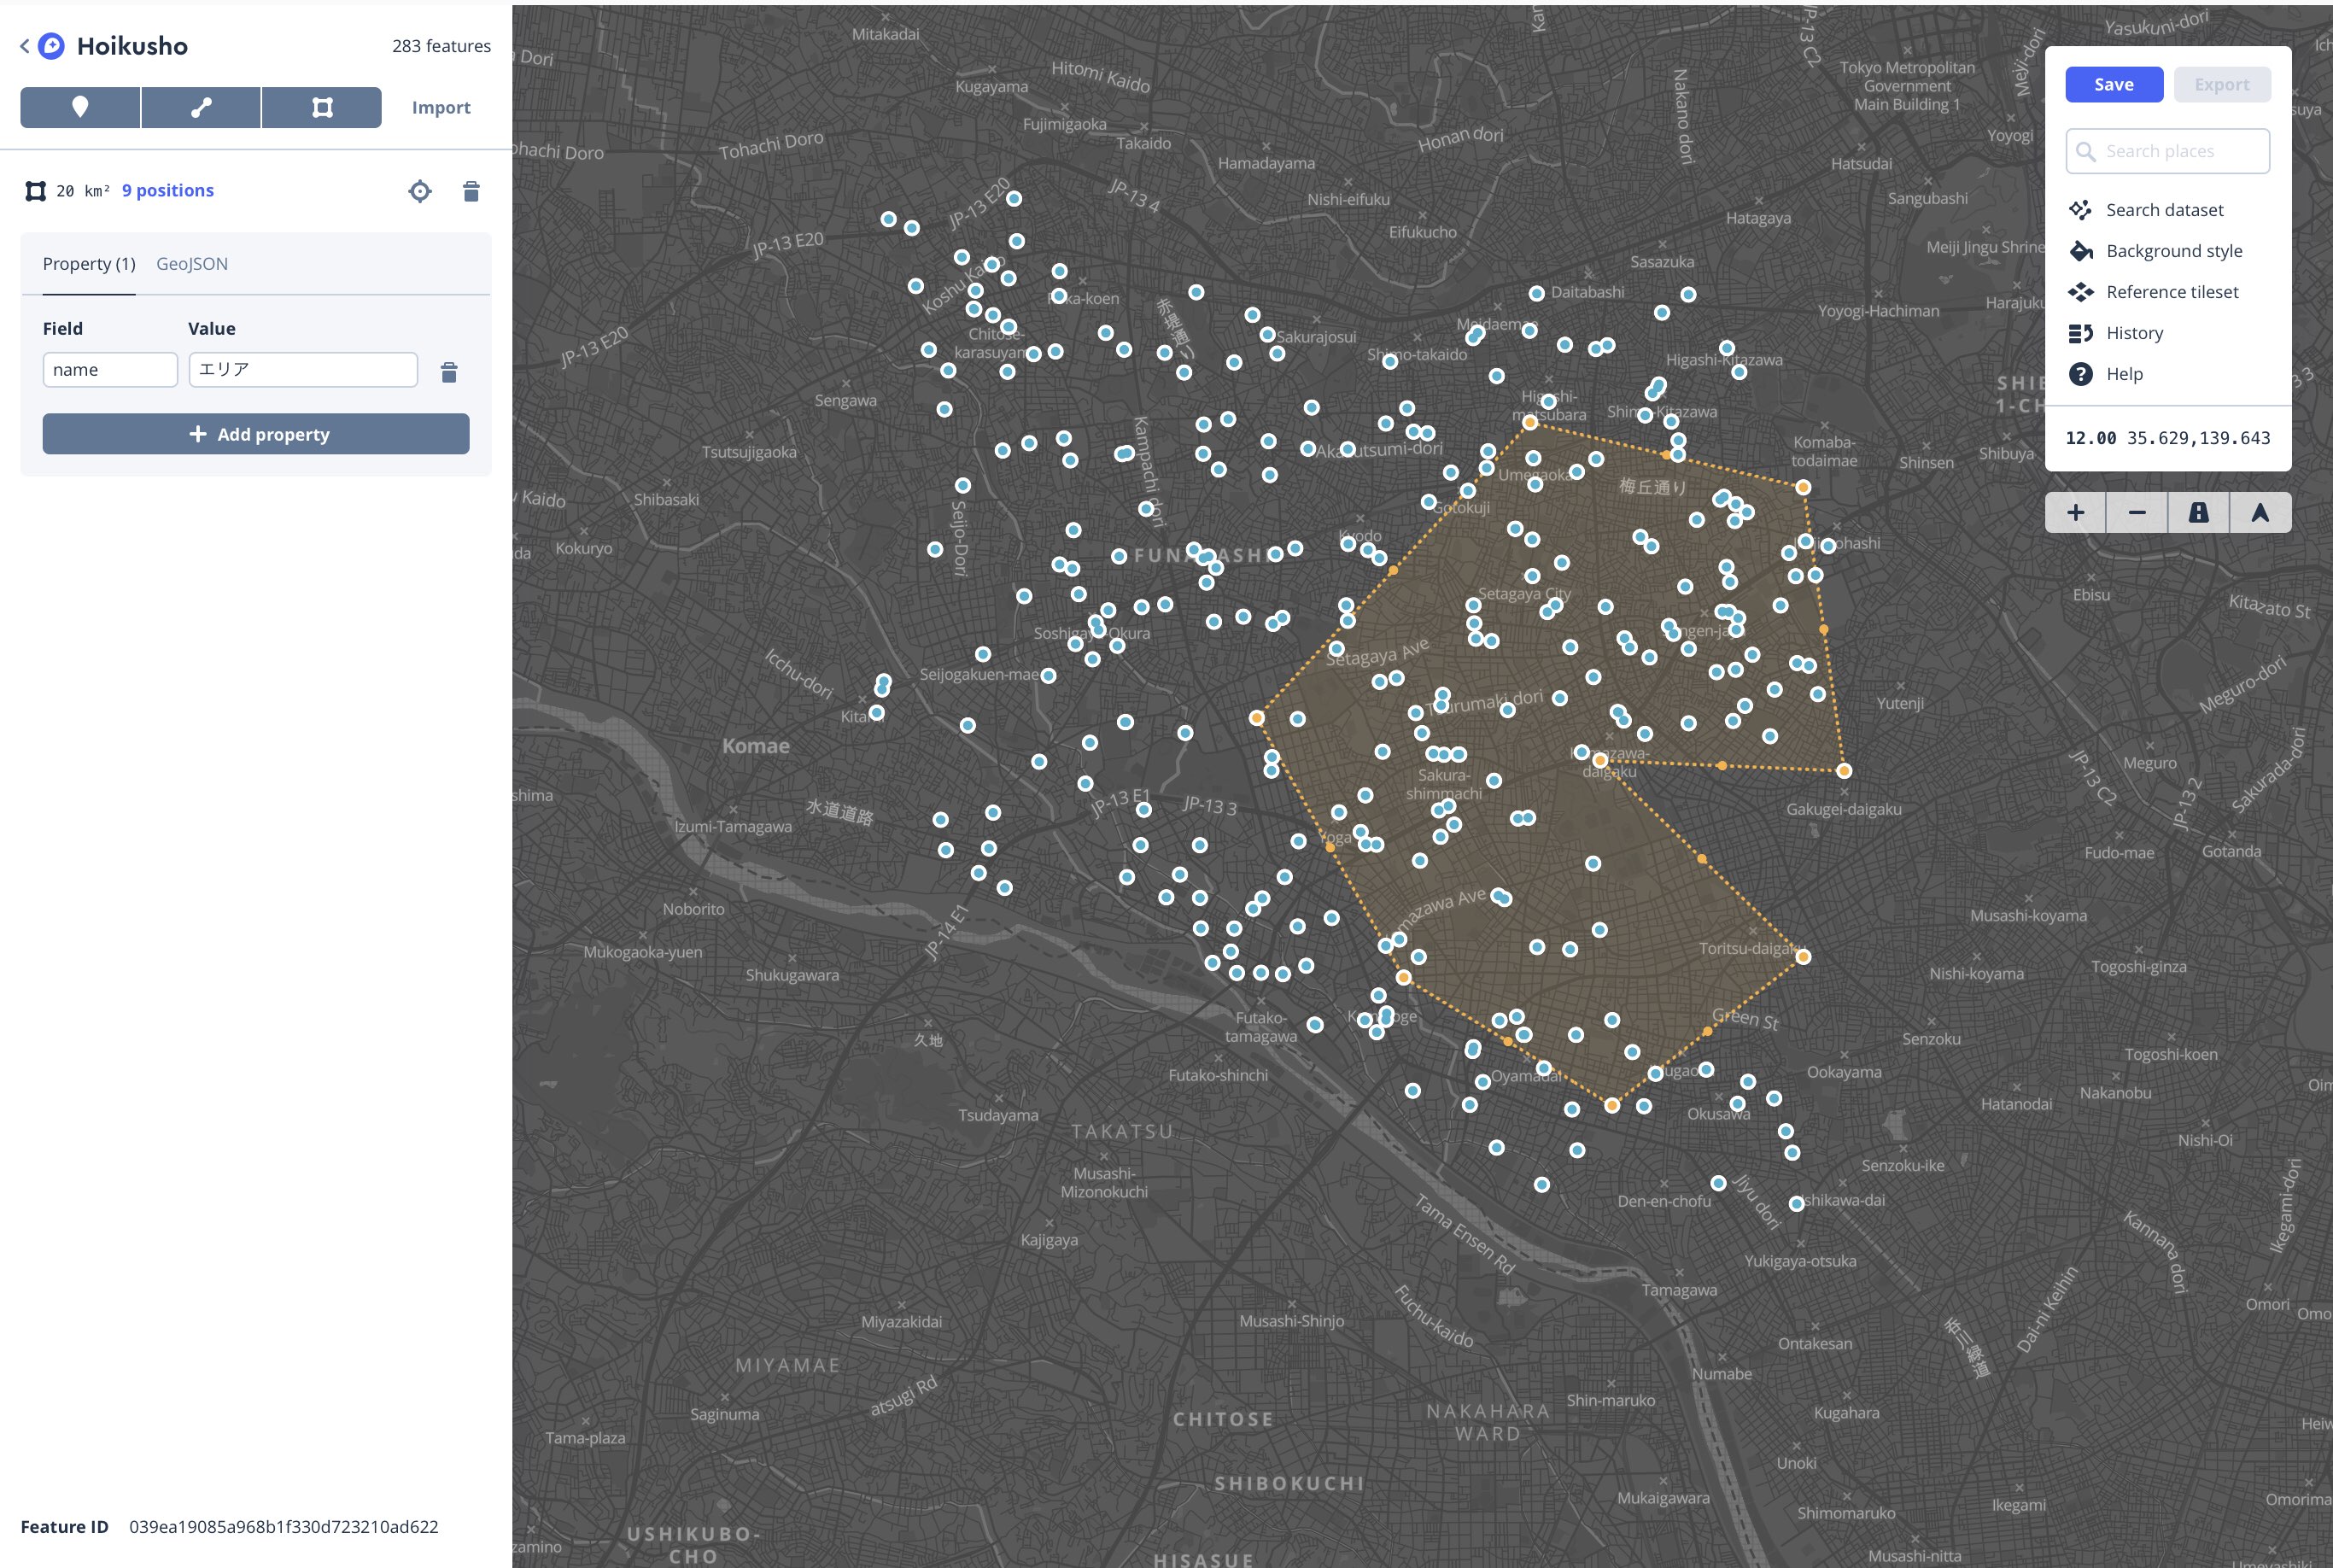 Hoikusho
283 features
Import
20 km² 9 positions
Property (1) GeoJSON
Field Value
name エリア
Add property
Feature ID 039ea19085a968b1f330d723210ad622
Save Export
Search places
Search dataset
Background style
Reference tileset
History
Help
12.00 35.629,139.643
Mitakadai
Yasukuni-dori
Hitomi Kaido
Kugayama
Tokyo Metropolitan
Government
Main Building 1
JP-13 C2
Nakano dori
Fujimigaoka
Takaido
Honan dori
Yoyogi
Tohachi Doro
Hamadayama
Hatsudai
JP-13 E20
JP-13 4
Nishi-eifuku
Sangubashi
Hatagaya
Eifukucho
JP-13 E20
Meiji Jingu Shrine
Sasazuka
Daitabashi
Koshu Kaido
Yoyogi-Hachiman
赤堤通り
Sakurajosui
JP-13 E20
Chitose-
karasuyama
Shimo-takaido
Higashi-Kitazawa
Sengawa
Higashi-
matsubara
Shimo-Kitazawa
Tsutsujigaoka
Kampachi dori
Akatsutsumi-dori
Komaba-
todaimae
Shinsen
Shibuya
Umegaoka
梅丘通り
Shibasaki
Gotokuji
Seijo-Dori
Kokuryo
Kyodo
FUNABASHI
Setagaya City
Ebisu
Kitazato St
Soshigaya-Okura
Setagaya Ave
Icchu-dori
Seijogakuen-mae
Meguro-dori
Yutenji
Kitami
Tsurumaki dori
Komae
Komazawa-
daigaku
Meguro
JP-13 C2
Sakurada-dori
Sakura-
shimmachi
JP-13 E1
JP-13 3
JP-13 2
水道道路
Gakugei-daigaku
Izumi-Tamagawa
Yoga
Fudo-mae
Gotanda
Noborito
Komazawa Ave
Musashi-koyama
JP-14 E1
Mukogaoka-yuen
Toritsu-daigaku
Shukugawara
Nishi-koyama
Togoshi-ginza
Futako-
tamagawa
Green St
久地
Senzoku
Togoshi-koen
Futako-shinchi
Oyamadai
Ookayama
Nakanobu
Tsudayama
Okusawa
Hatanodai
TAKATSU
Nishi-Oi
Musashi-
Mizonokuchi
Senzoku-ike
Den-en-chofu
Jiyu dori
Ishikawa-dai
Tama Ensen Rd
Ikegami-dori
Kannana dori
Kajigaya
Yukigaya-otsuka
Tamagawa
Dai-ni Keihin
Omori
Miyazakidai
Musashi-Shinjo
Fuchu-kaido
Ontakesan
MIYAMAE
Numabe
atsugi Rd
Shin-maruko
Saginuma
CHITOSE
NAKAHARA
WARD
Kugahara
Tama-plaza
Unoki
SHIBOKUCHI
Mukaigawara
Shimomaruko
Ikegami
USHIKUBO-
CHO
HISASUE
Musashi-nitta